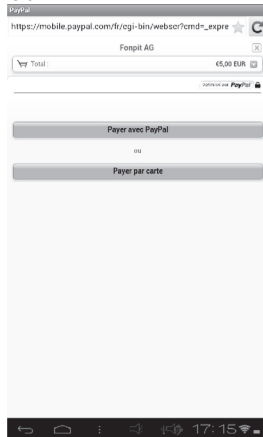 PayPal
https://mobile.paypal.com/fr/cgi-bin/webscr?cmd=_expre
Fonpit AG
Total : €5,00 EUR
PayPal
Payer avec PayPal
ou
Payer par carte
17:15